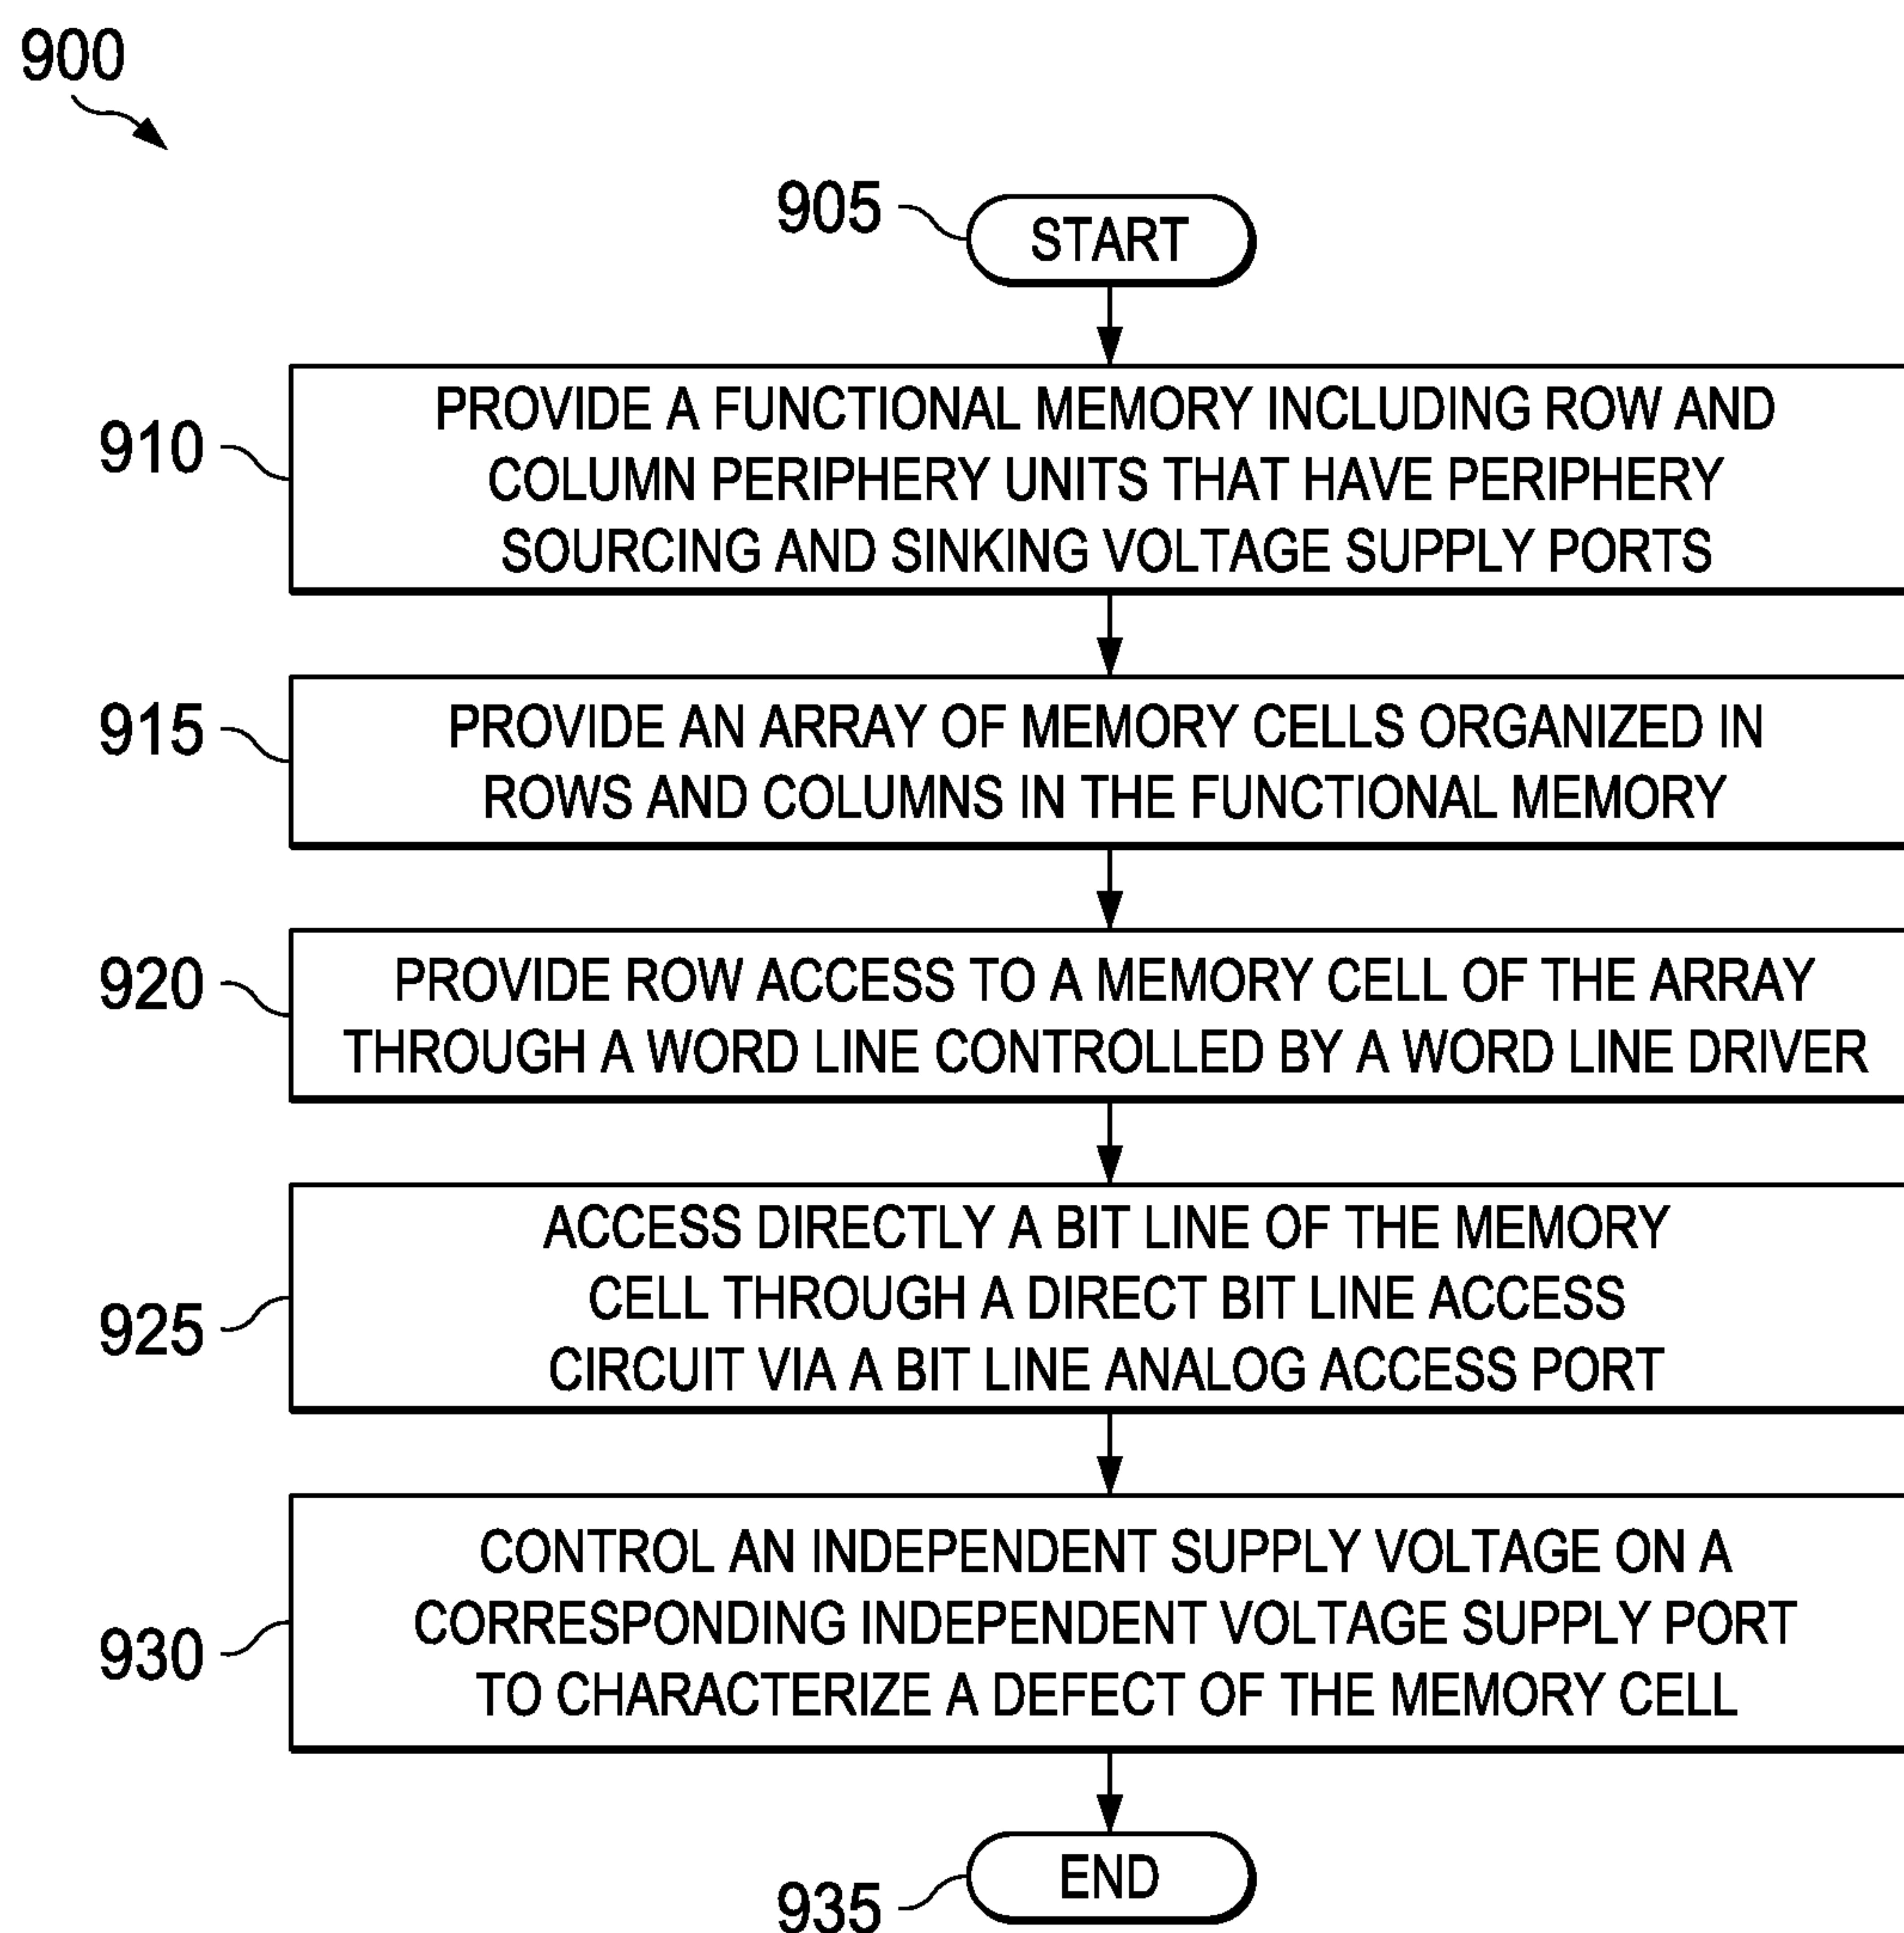 900
905
START
910
PROVIDE A FUNCTIONAL MEMORY INCLUDING ROW AND
COLUMN PERIPHERY UNITS THAT HAVE PERIPHERY
SOURCING AND SINKING VOLTAGE SUPPLY PORTS
915
PROVIDE AN ARRAY OF MEMORY CELLS ORGANIZED IN
ROWS AND COLUMNS IN THE FUNCTIONAL MEMORY
920
PROVIDE ROW ACCESS TO A MEMORY CELL OF THE ARRAY
THROUGH A WORD LINE CONTROLLED BY A WORD LINE DRIVER
925
ACCESS DIRECTLY A BIT LINE OF THE MEMORY
CELL THROUGH A DIRECT BIT LINE ACCESS
CIRCUIT VIA A BIT LINE ANALOG ACCESS PORT
930
CONTROL AN INDEPENDENT SUPPLY VOLTAGE ON A
CORRESPONDING INDEPENDENT VOLTAGE SUPPLY PORT
TO CHARACTERIZE A DEFECT OF THE MEMORY CELL
935
END